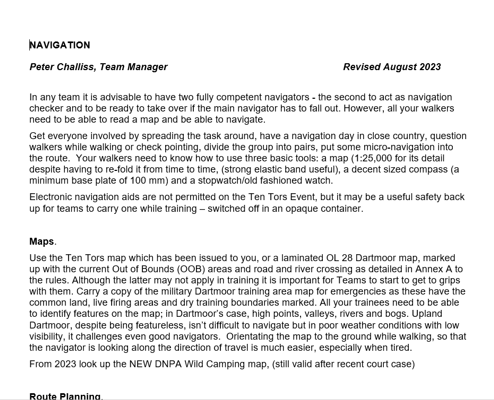 NAVIGATION
Peter Challiss, Team Manager Revised August 2023
In any team it is advisable to have two fully competent navigators - the second to act as navigation
checker and to be ready to take over if the main navigator has to fall out. However, all your walkers
need to be able to read a map and be able to navigate.
Get everyone involved by spreading the task around, have a navigation day in close country, question
walkers while walking or check pointing, divide the group into pairs, put some micro-navigation into
the route. Your walkers need to know how to use three basic tools: a map (1:25,000 for its detail
despite having to re-fold it from time to time, (strong elastic band useful), a decent sized compass (a
minimum base plate of 100 mm) and a stopwatch/old fashioned watch.
Electronic navigation aids are not permitted on the Ten Tors Event, but it may be a useful safety back
up for teams to carry one while training – switched off in an opaque container.
Maps.
Use the Ten Tors map which has been issued to you, or a laminated OL 28 Dartmoor map, marked
up with the current Out of Bounds (OOB) areas and road and river crossing as detailed in Annex A to
the rules. Although the latter may not apply in training it is important for Teams to start to get to grips
with them. Carry a copy of the military Dartmoor training area map for emergencies as these have the
common land, live firing areas and dry training boundaries marked. All your trainees need to be able
to identify features on the map; in Dartmoor's case, high points, valleys, rivers and bogs. Upland
Dartmoor, despite being featureless, isn't difficult to navigate but in poor weather conditions with low
visibility, it challenges even good navigators. Orientating the map to the ground while walking, so that
the navigator is looking along the direction of travel is much easier, especially when tired.
From 2023 look up the NEW DNPA Wild Camping map, (still valid after recent court case)
Route Planning.